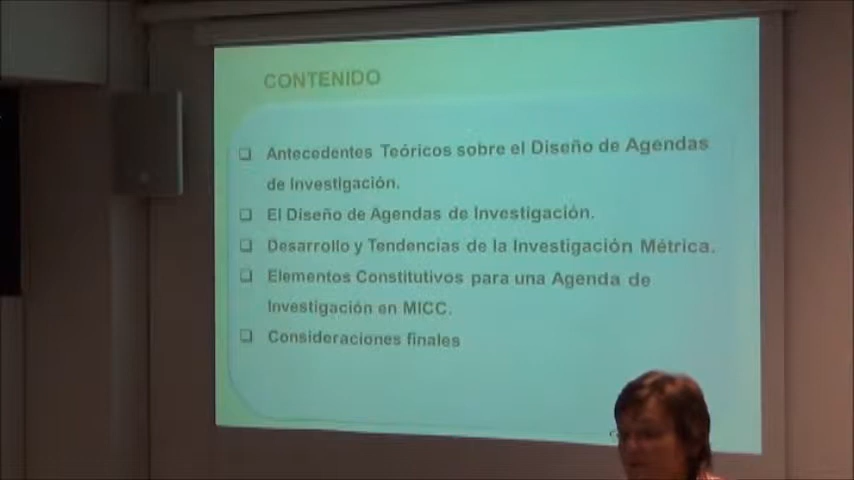 CONTENIDO
❑ Antecedentes Teóricos sobre el Diseño de Agendas
de Investigación.
❑ El Diseño de Agendas de Investigación.
❑ Desarrollo y Tendencias de la Investigación Métrica.
❑ Elementos Constitutivos para una Agenda de
Investigación en MICC.
❑ Consideraciones finales